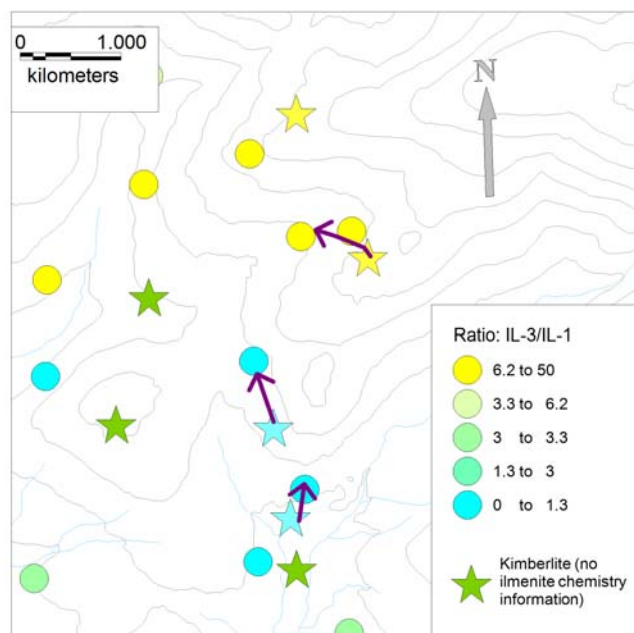 0 1.000
kilometers
N
Ratio: IL-3/IL-1
6.2 to 50
3.3 to 6.2
3 to 3.3
1.3 to 3
0 to 1.3
Kimberlite (no
ilmenite chemistry
information)